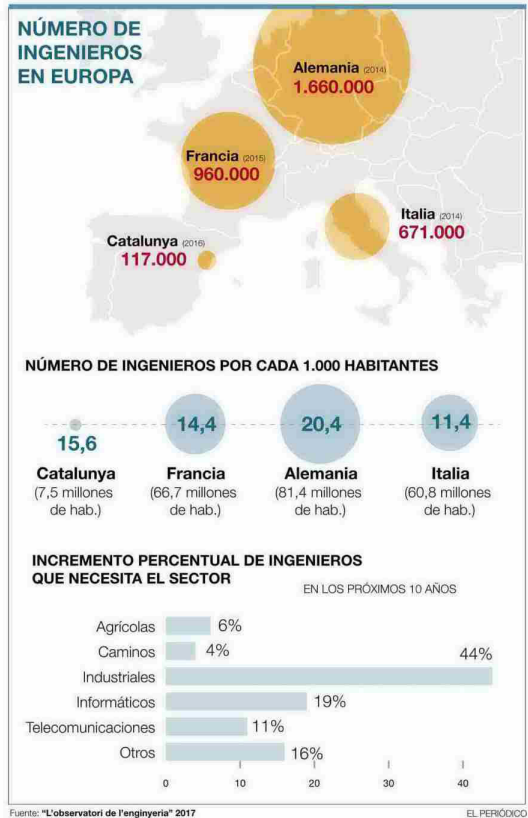 NÚMERO DE
INGENIEROS
EN EUROPA
Alemania (2014)
1.660.000
Francia (2015)
960.000
Italia (2014)
671.000
Catalunya (2016)
117.000
NÚMERO DE INGENIEROS POR CADA 1.000 HABITANTES
15,6
14,4
20,4
11,4
Catalunya
(7,5 millones
de hab.)
Francia
(66,7 millones
de hab.)
Alemania
(81,4 millones
de hab.)
Italia
(60,8 millones
de hab.)
INCREMENTO PERCENTUAL DE INGENIEROS
QUE NECESITA EL SECTOR
EN LOS PRÓXIMOS 10 AÑOS
Agrícolas 6%
Caminos 4%
Industriales 44%
Informáticos 19%
Telecomunicaciones 11%
Otros 16%
0 10 20 30 40
Fuente: "L'observatori de l'enginyeria" 2017 EL PERIÓDICO